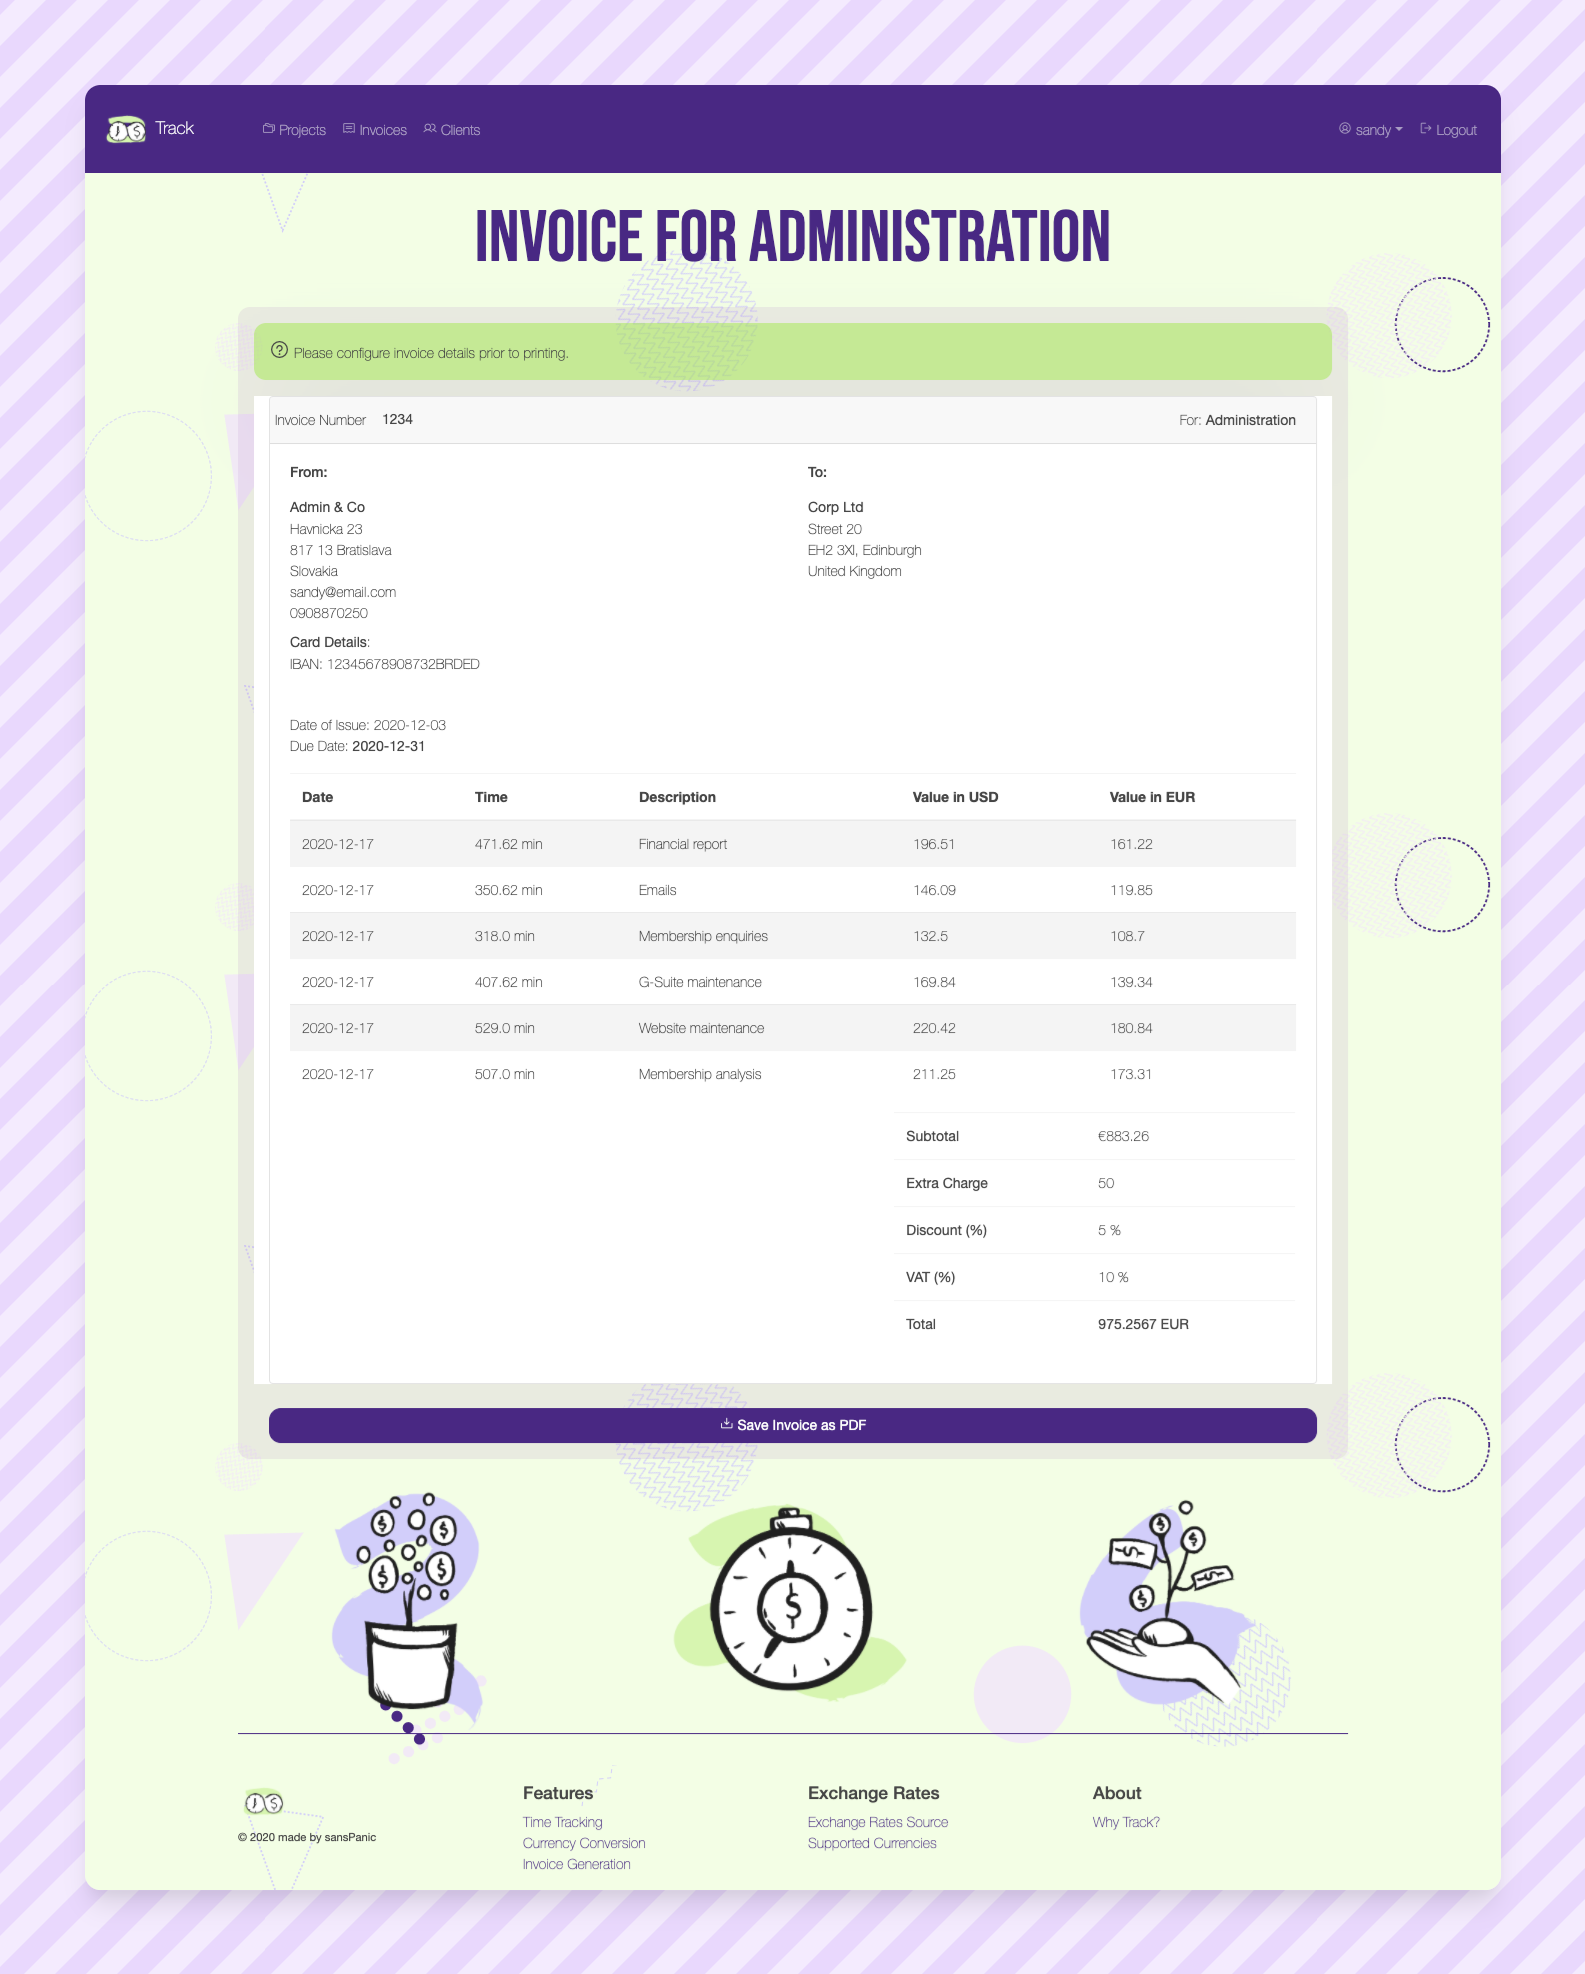 Track
Projects Invoices Clients
sandy Logout
INVOICE FOR ADMINISTRATION
Please configure invoice details prior to printing.
Invoice Number 1234
For: Administration
From:
Admin & Co
Havnicka 23
817 13 Bratislava
Slovakia
sandy@email.com
0908870250
Card Details:
IBAN: 12345678908732BRDED
To:
Corp Ltd
Street 20
EH2 3XI, Edinburgh
United Kingdom
Date of Issue: 2020-12-03
Due Date: 2020-12-31
Date Time Description Value in USD Value in EUR
2020-12-17 471.62 min Financial report 196.51 161.22
2020-12-17 350.62 min Emails 146.09 119.85
2020-12-17 318.0 min Membership enquiries 132.5 108.7
2020-12-17 407.62 min G-Suite maintenance 169.84 139.34
2020-12-17 529.0 min Website maintenance 220.42 180.84
2020-12-17 507.0 min Membership analysis 211.25 173.31
Subtotal €883.26
Extra Charge 50
Discount (%) 5 %
VAT (%) 10 %
Total 975.2567 EUR
Save Invoice as PDF
© 2020 made by sansPanic
Features
Time Tracking
Currency Conversion
Invoice Generation
Exchange Rates
Exchange Rates Source
Supported Currencies
About
Why Track?